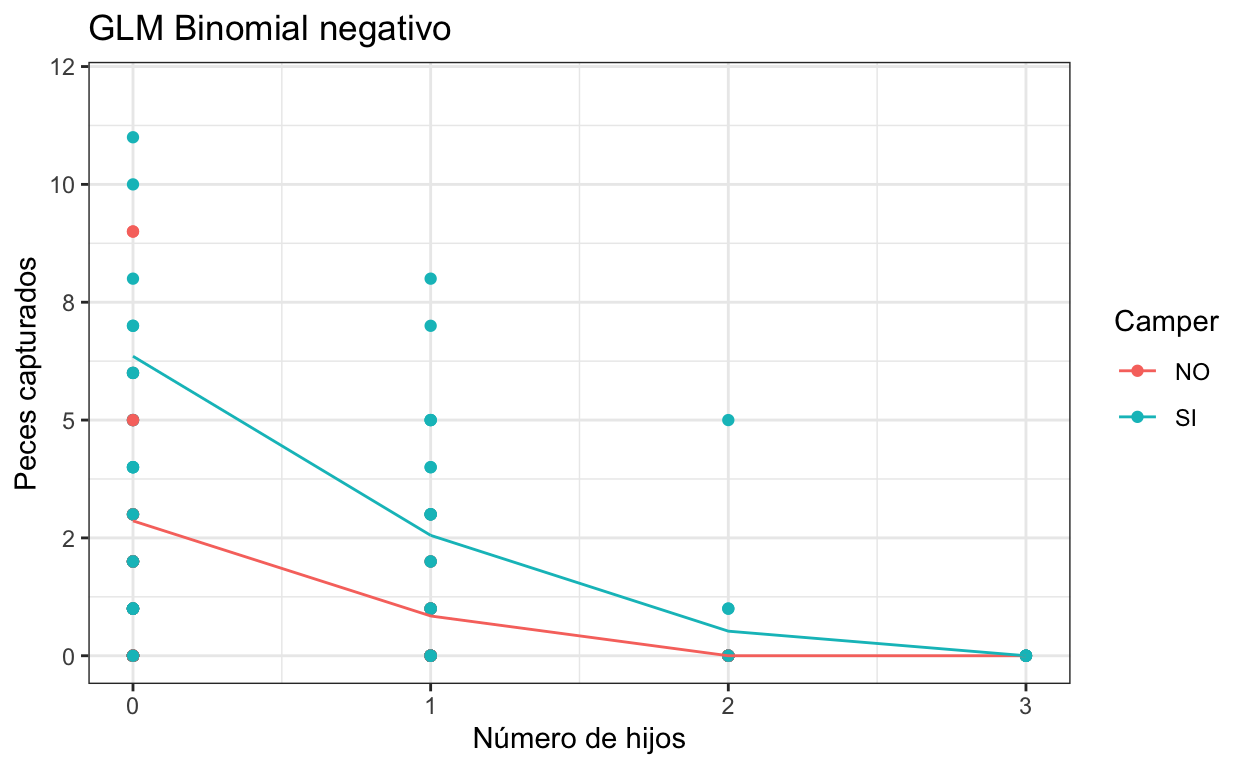 GLM Binomial negativo
12
10
8
5
2
0
Peces capturados
0 1 2 3
Número de hijos
Camper
NO
SI